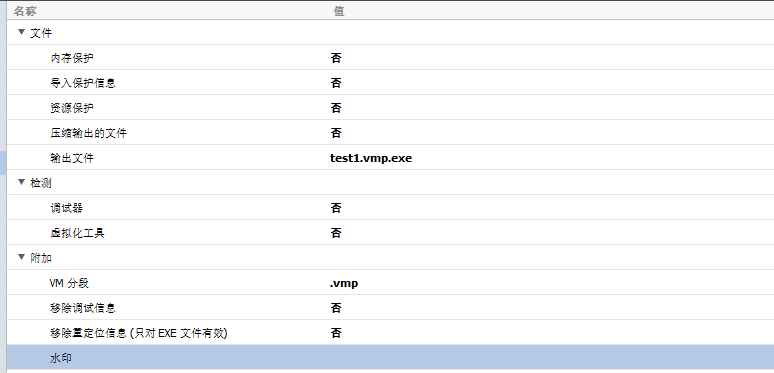 名称 值
文件
内存保护 否
导入保护信息 否
资源保护 否
压缩输出的文件 否
输出文件 test1.vmp.exe
检测
调试器 否
虚拟化工具 否
附加
VM 分段 .vmp
移除调试信息 否
移除重定位信息 (只对 EXE 文件有效) 否
水印